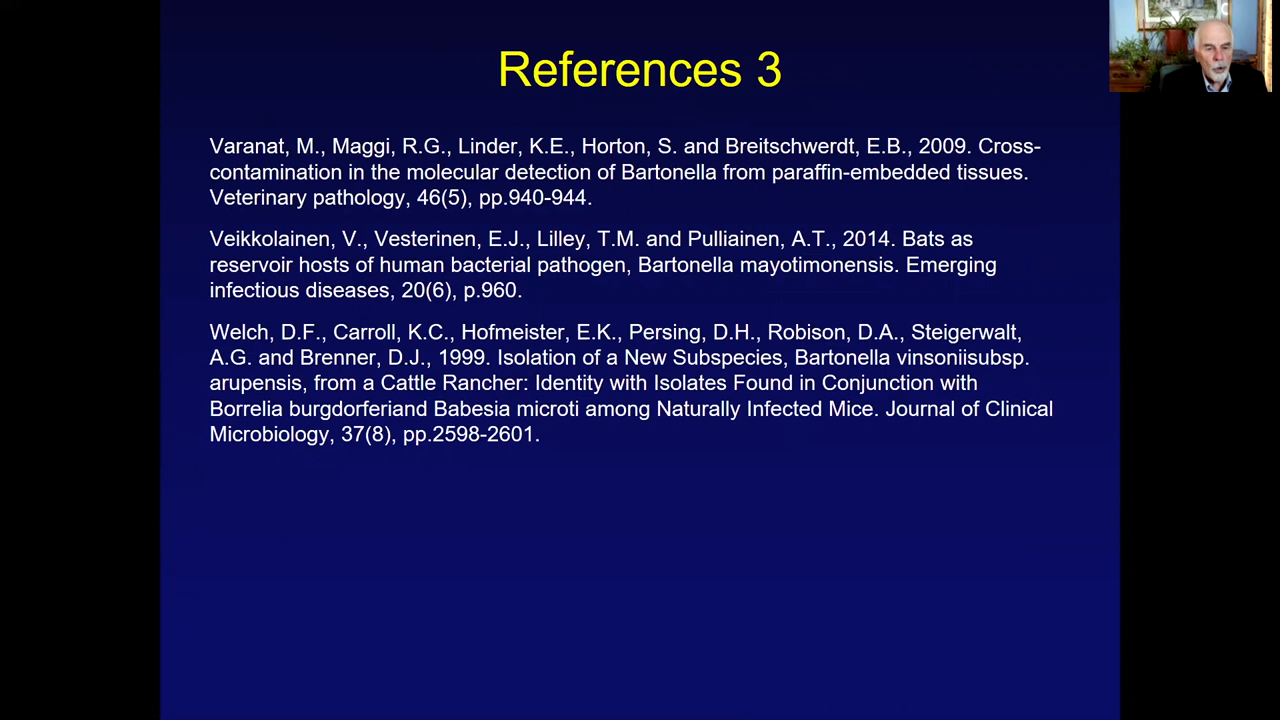 References 3
Varanat, M., Maggi, R.G., Linder, K.E., Horton, S. and Breitschwerdt, E.B., 2009. Cross-
contamination in the molecular detection of Bartonella from paraffin-embedded tissues.
Veterinary pathology, 46(5), pp.940-944.
Veikkolainen, V., Vesterinen, E.J., Lilley, T.M. and Pulliainen, A.T., 2014. Bats as
reservoir hosts of human bacterial pathogen, Bartonella mayotimonensis. Emerging
infectious diseases, 20(6), p.960.
Welch, D.F., Carroll, K.C., Hofmeister, E.K., Persing, D.H., Robison, D.A., Steigerwalt,
A.G. and Brenner, D.J., 1999. Isolation of a New Subspecies, Bartonella vinsoniisubsp.
arupensis, from a Cattle Rancher: Identity with Isolates Found in Conjunction with
Borrelia burgdorferiand Babesia microti among Naturally Infected Mice. Journal of Clinical
Microbiology, 37(8), pp.2598-2601.